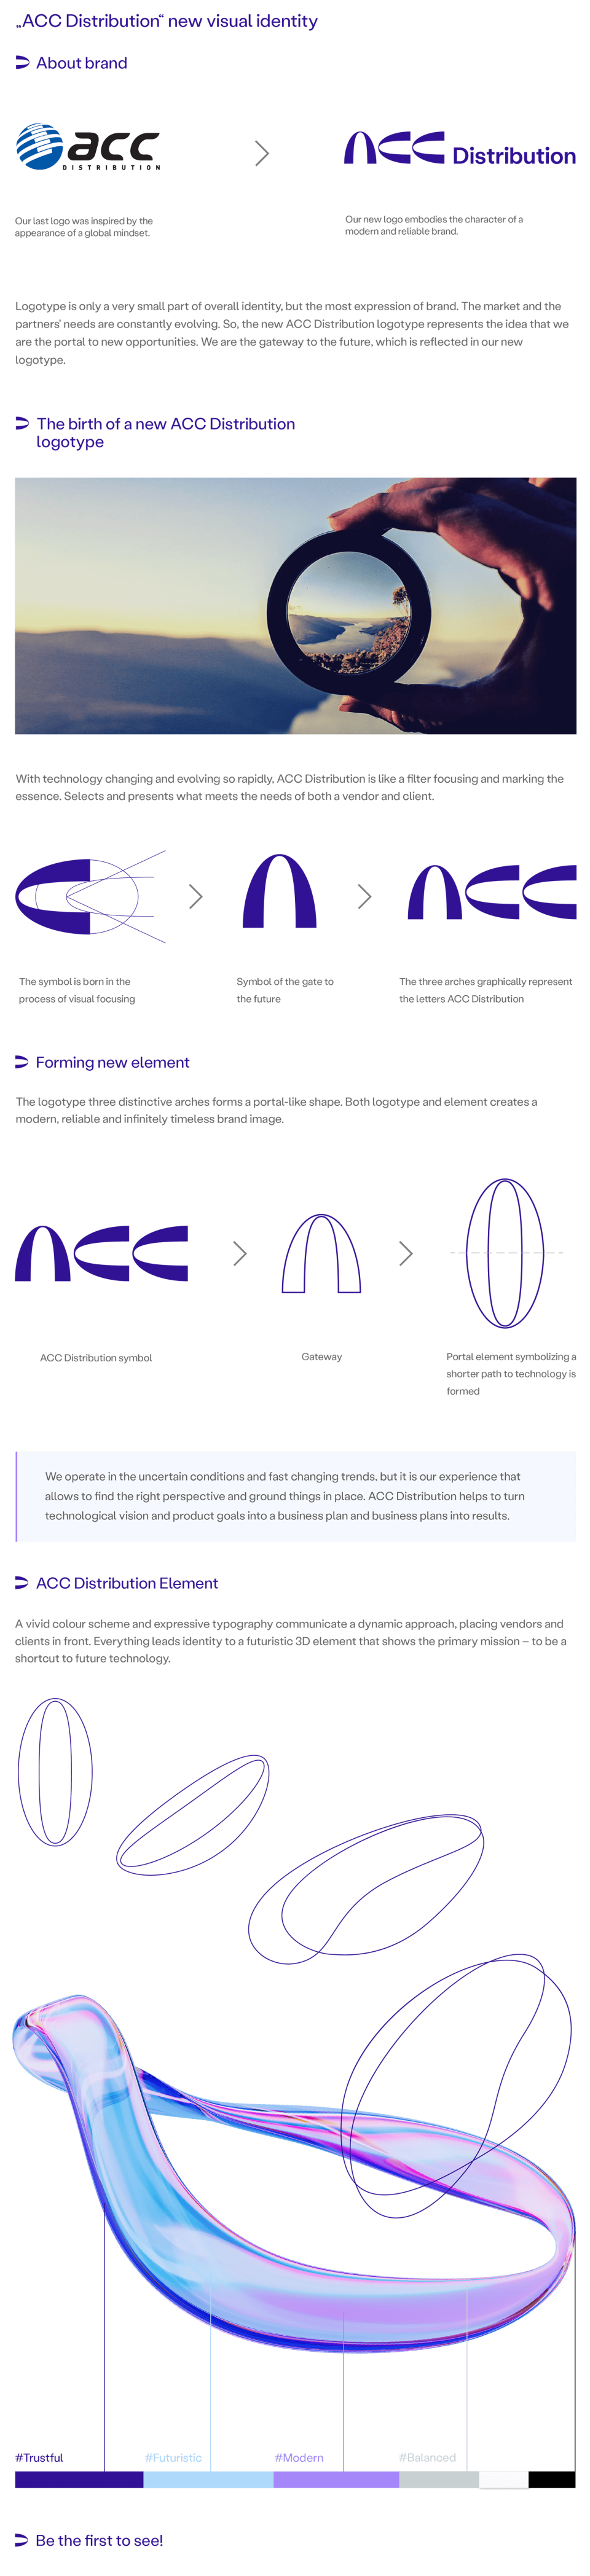 „ACC Distribution“ new visual identity
About brand
acc
DISTRIBUTION
ACC Distribution
Our last logo was inspired by the
appearance of a global mindset.
Our new logo embodies the character of a
modern and reliable brand.
Logotype is only a very small part of overall identity, but the most expression of brand. The market and the
partners' needs are constantly evolving. So, the new ACC Distribution logotype represents the idea that we
are the portal to new opportunities. We are the gateway to the future, which is reflected in our new
logotype.
The birth of a new ACC Distribution
logotype
With technology changing and evolving so rapidly, ACC Distribution is like a filter focusing and marking the
essence. Selects and presents what meets the needs of both a vendor and client.
ACC
The symbol is born in the
process of visual focusing
Symbol of the gate to
the future
The three arches graphically represent
the letters ACC Distribution
Forming new element
The logotype three distinctive arches forms a portal-like shape. Both logotype and element creates a
modern, reliable and infinitely timeless brand image.
ACC
ACC Distribution symbol
Gateway
Portal element symbolizing a
shorter path to technology is
formed
We operate in the uncertain conditions and fast changing trends, but it is our experience that
allows to find the right perspective and ground things in place. ACC Distribution helps to turn
technological vision and product goals into a business plan and business plans into results.
ACC Distribution Element
A vivid colour scheme and expressive typography communicate a dynamic approach, placing vendors and
clients in front. Everything leads identity to a futuristic 3D element that shows the primary mission – to be a
shortcut to future technology.
#Trustful
#Futuristic
#Modern
#Balanced
Be the first to see!